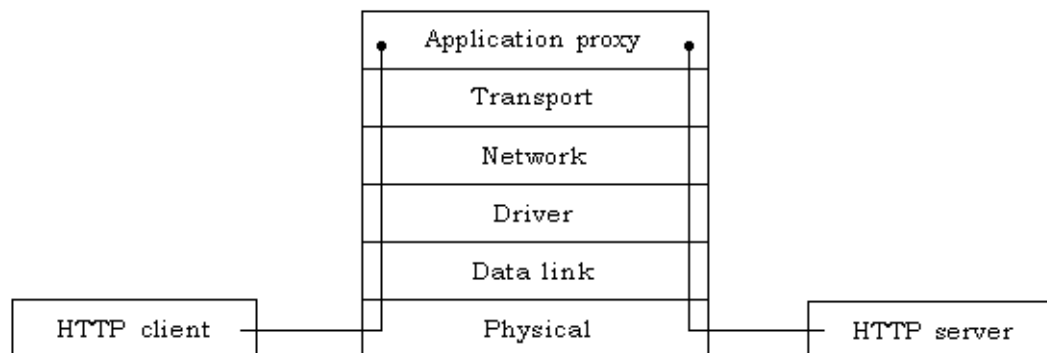 Application proxy
Transport
Network
Driver
Data link
HTTP client
Physical
HTTP server